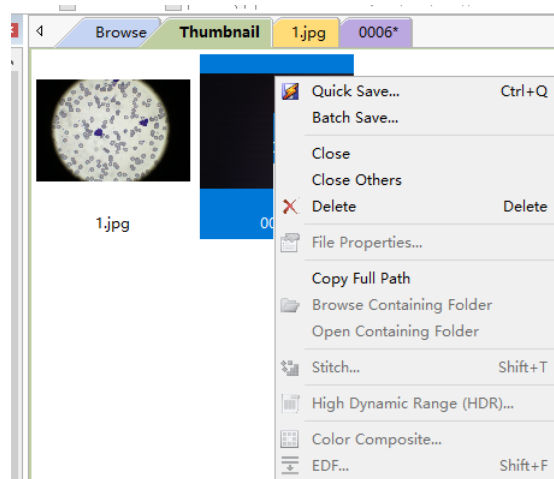 Browse Thumbnail 1.jpg 0006*
1.jpg
Quick Save... Ctrl+Q
Batch Save...
Close
Close Others
Delete Delete
File Properties...
Copy Full Path
Browse Containing Folder
Open Containing Folder
Stitch... Shift+T
High Dynamic Range (HDR)...
Color Composite...
EDF... Shift+F